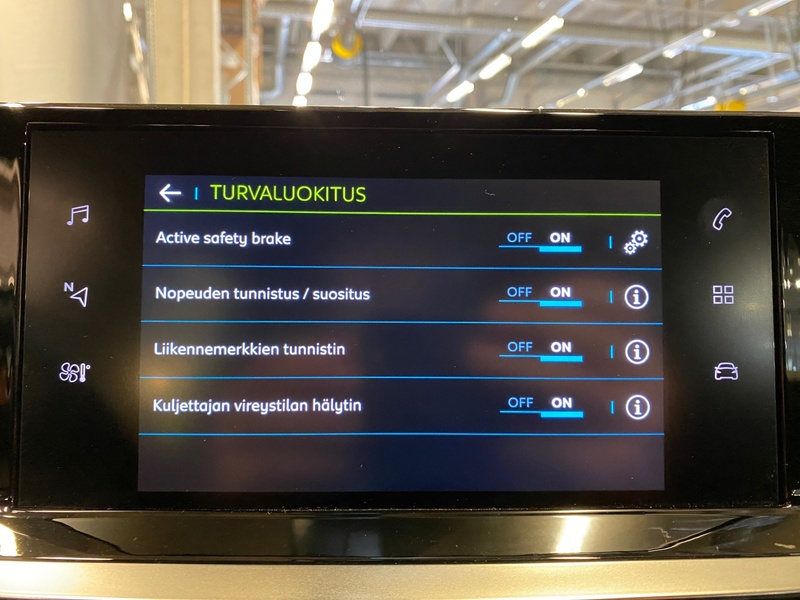 TURVALUOKITUS
Active safety brake OFF ON
N
Nopeuden tunnistus / suositus OFF ON
Liikennemerkkien tunnistin OFF ON
Kuljettajan vireystilan hälytin OFF ON